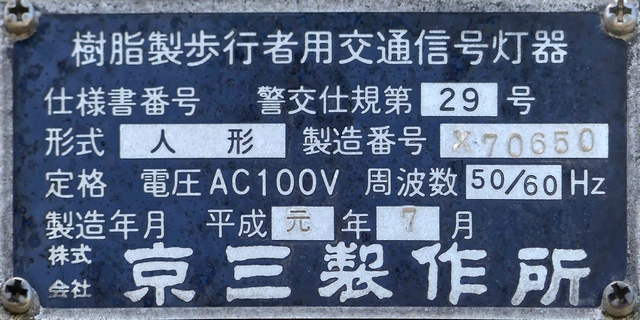 樹脂製歩行者用交通信号灯器
仕様書番号 警交仕規第 29 号
形式 人形 製造番号 X70650
定格 電圧AC100V 周波数 50/60 Hz
製造年月 平成 元 年 7 月
株式会社 京三製作所